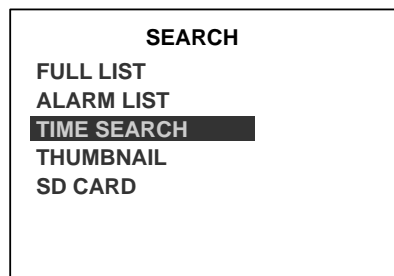 SEARCH
FULL LIST
ALARM LIST
TIME SEARCH
THUMBNAIL
SD CARD